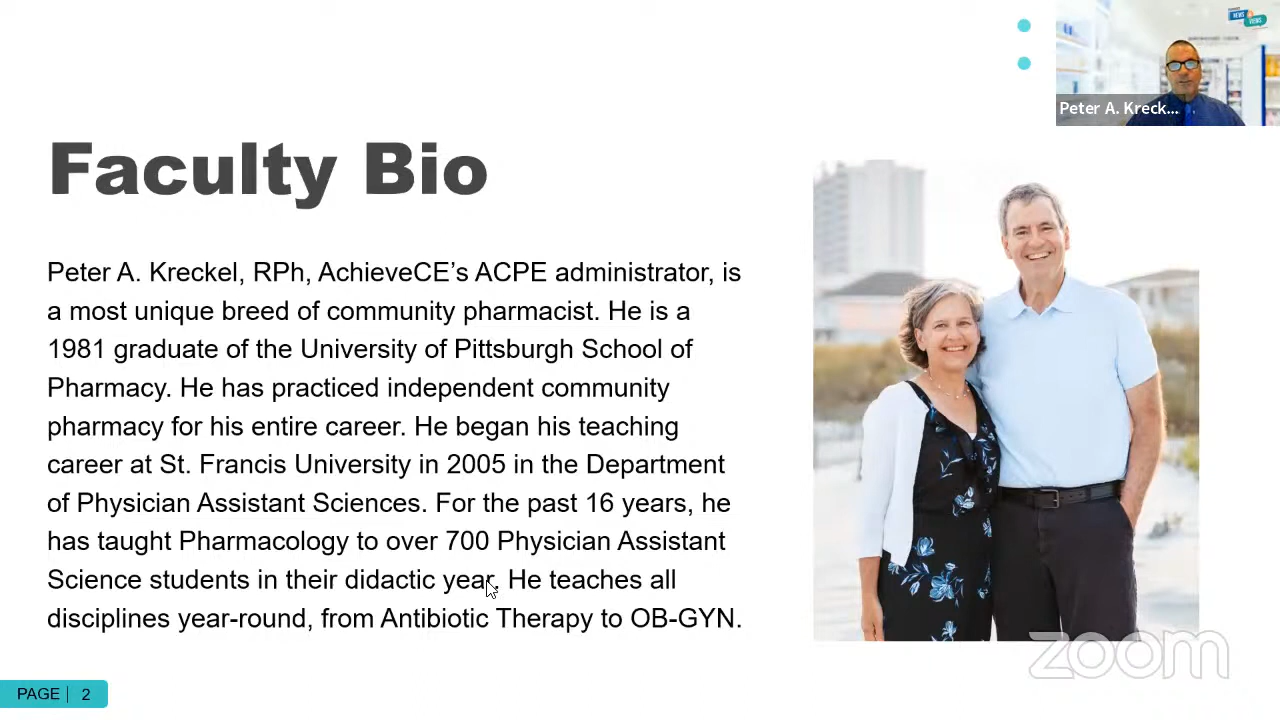 NEWS
VIEWS
Peter A. Kreck...
Faculty Bio
Peter A. Kreckel, RPh, AchieveCE’s ACPE administrator, is
a most unique breed of community pharmacist. He is a
1981 graduate of the University of Pittsburgh School of
Pharmacy. He has practiced independent community
pharmacy for his entire career. He began his teaching
career at St. Francis University in 2005 in the Department
of Physician Assistant Sciences. For the past 16 years, he
has taught Pharmacology to over 700 Physician Assistant
Science students in their didactic year. He teaches all
disciplines year-round, from Antibiotic Therapy to OB-GYN.
zoom
PAGE | 2